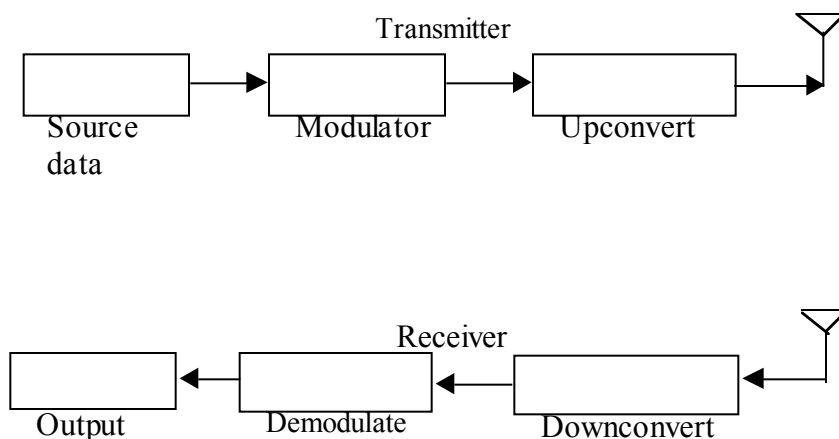 Transmitter
Source
data
Modulator
Upconvert
Receiver
Output
Demodulate
Downconvert